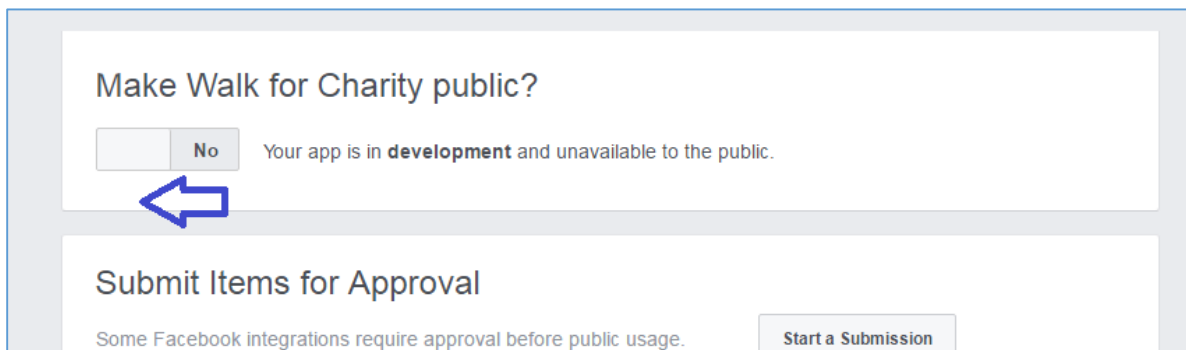 Make Walk for Charity public?
No Your app is in development and unavailable to the public.
Submit Items for Approval
Some Facebook integrations require approval before public usage. Start a Submission